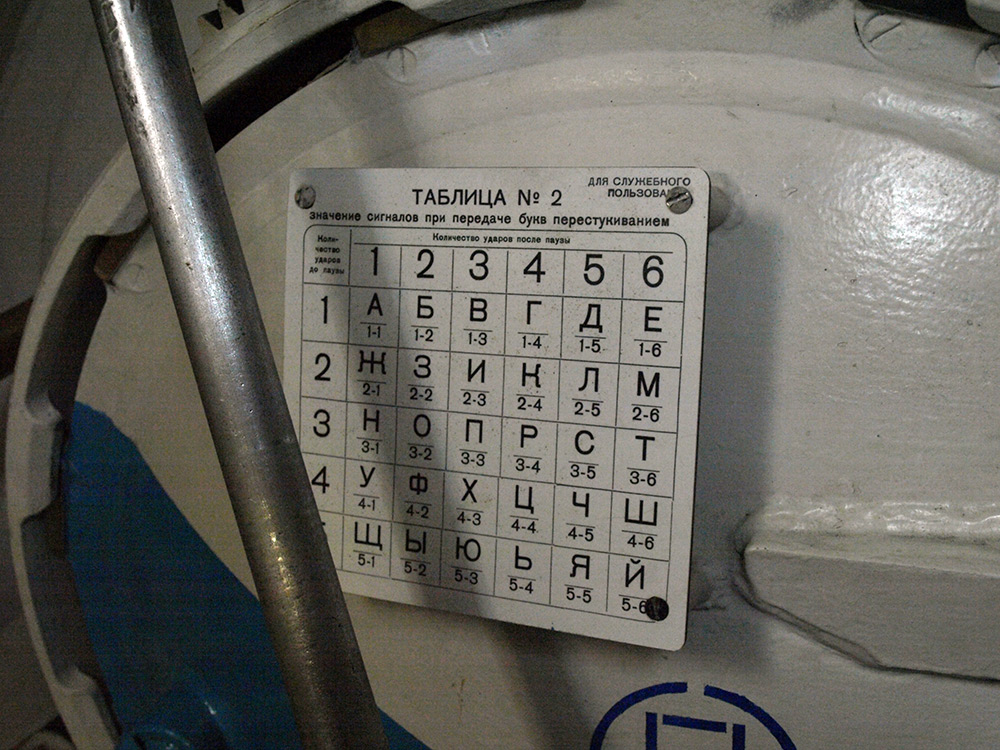 ДЛЯ СЛУЖЕБНОГО
ТАБЛИЦА № 2
значение сигналов при передаче букв перестукиванием
Коли-
чество
ударов
до паузы
Количество ударов после паузы
1 2 3 4 5 6
1 А Б В Г Д Е
1-1 1-2 1-3 1-4 1-5 1-6
2 Ж З И К Л М
2-1 2-2 2-3 2-4 2-5 2-6
3 Н О П Р С Т
3-1 3-2 3-3 3-4 3-5 3-6
4 У Ф Х Ц Ч Ш
4-1 4-2 4-3 4-4 4-5 4-6
Щ Ы Ю Ь Я Й
5-1 5-2 5-3 5-4 5-5 5-6